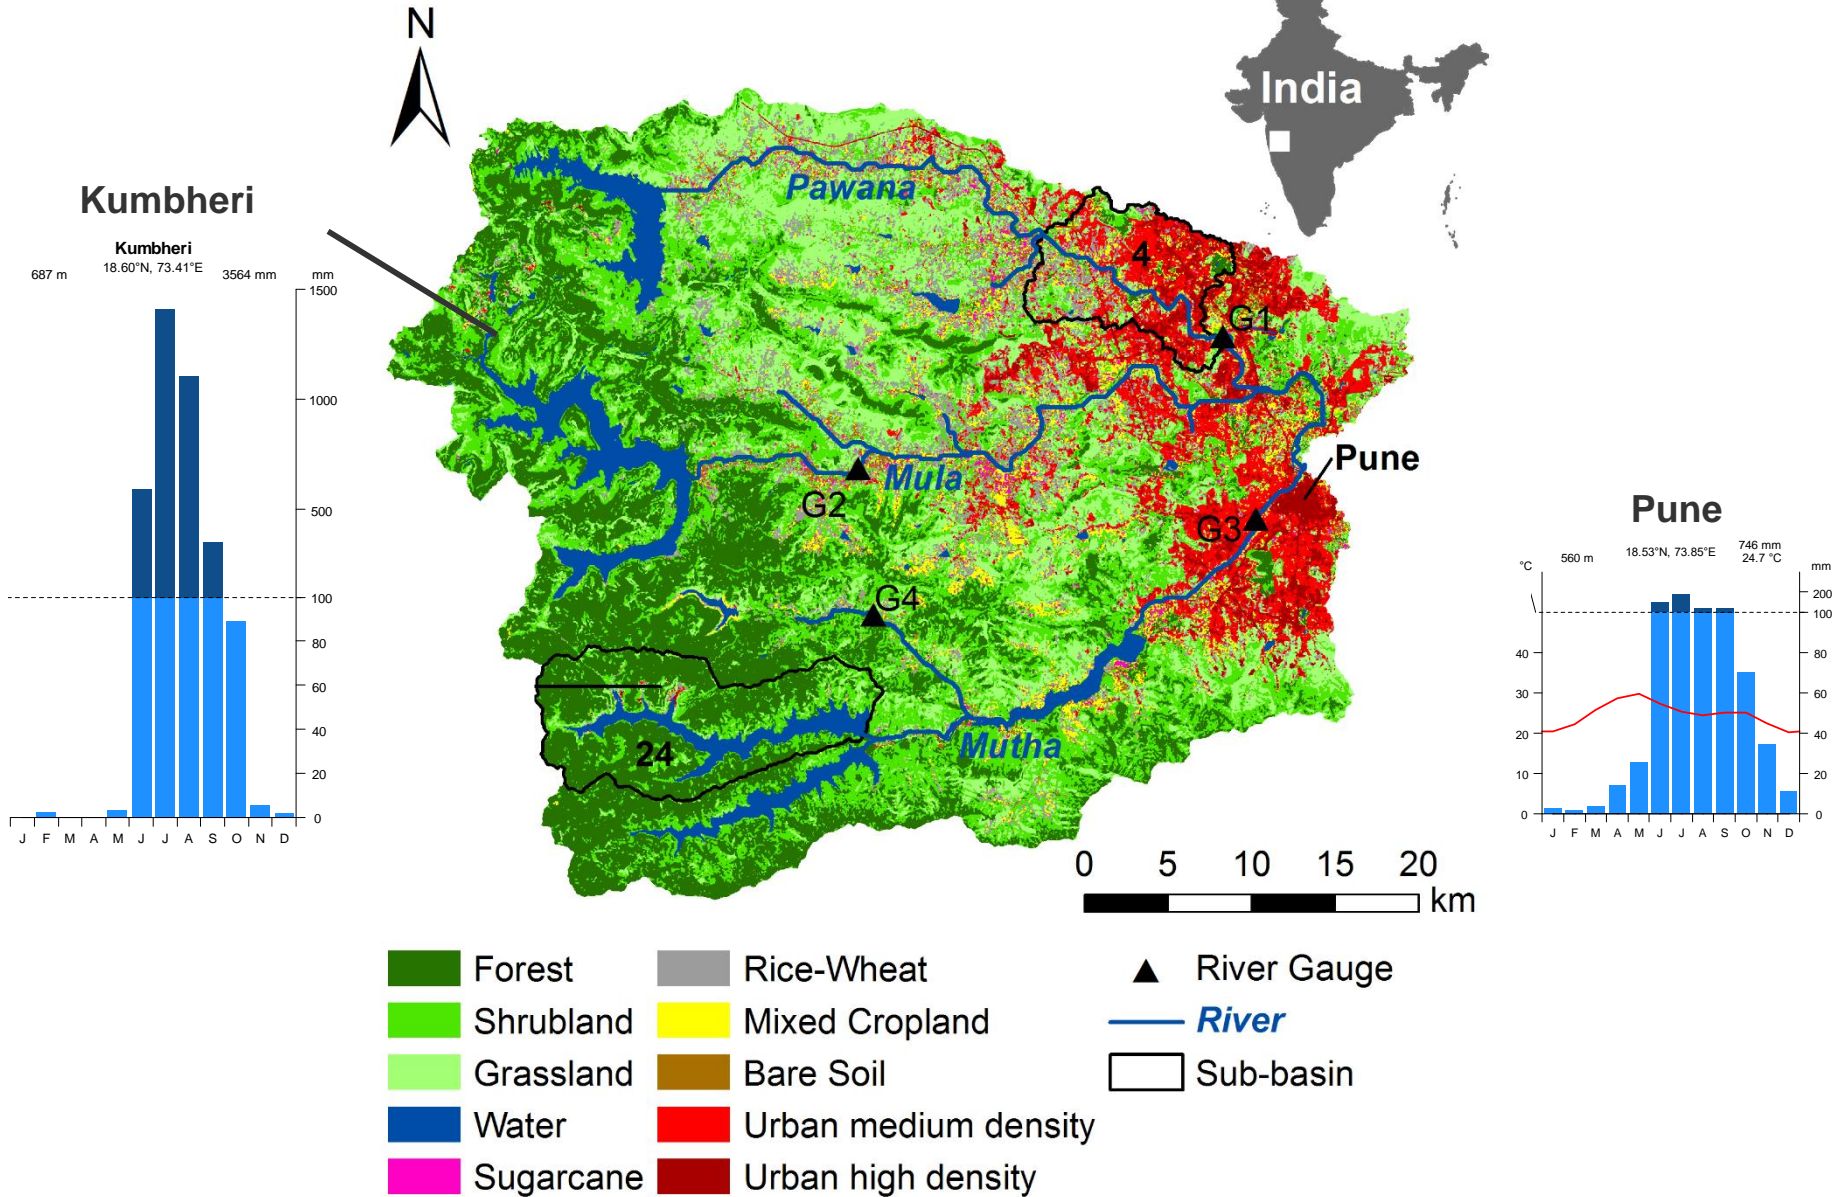 N
India
Kumbheri
Kumbheri
18.60°N, 73.41°E
687 m
3564 mm
mm
1500
1000
500
100
80
60
40
20
0
J F M A M J J A S O N D
Pawana
4
G1
Mula
G2
Pune
G3
G4
Mutha
24
Pune
560 m
18.53°N, 73.85°E
746 mm
24.7 °C
°C
mm
200
100
80
60
40
20
0
40
30
20
10
0
J F M A M J J A S O N D
0 5 10 15 20
km
Forest
Shrubland
Grassland
Water
Sugarcane
Rice-Wheat
Mixed Cropland
Bare Soil
Urban medium density
Urban high density
River Gauge
River
Sub-basin